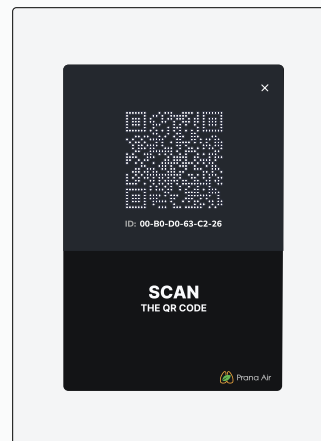 ID: 00-B0-D0-63-C2-26
SCAN
THE QR CODE
Prana Air